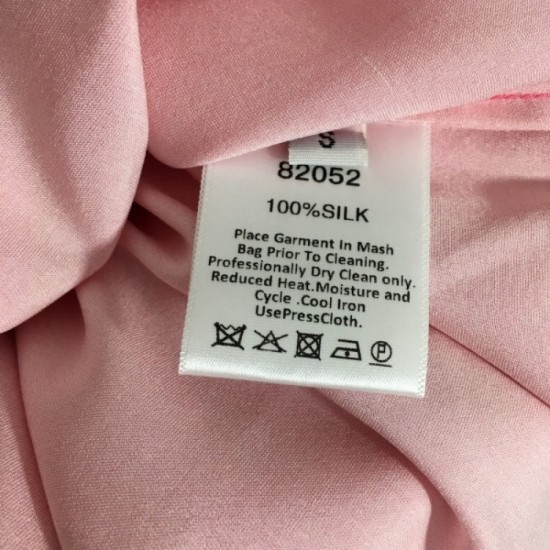 S
82052
100%SILK
Place Garment In Mash
Bag Prior To Cleaning.
Professionally Dry Clean only.
Reduced Heat.Moisture and
Cycle .Cool Iron
UsePressCloth.
P